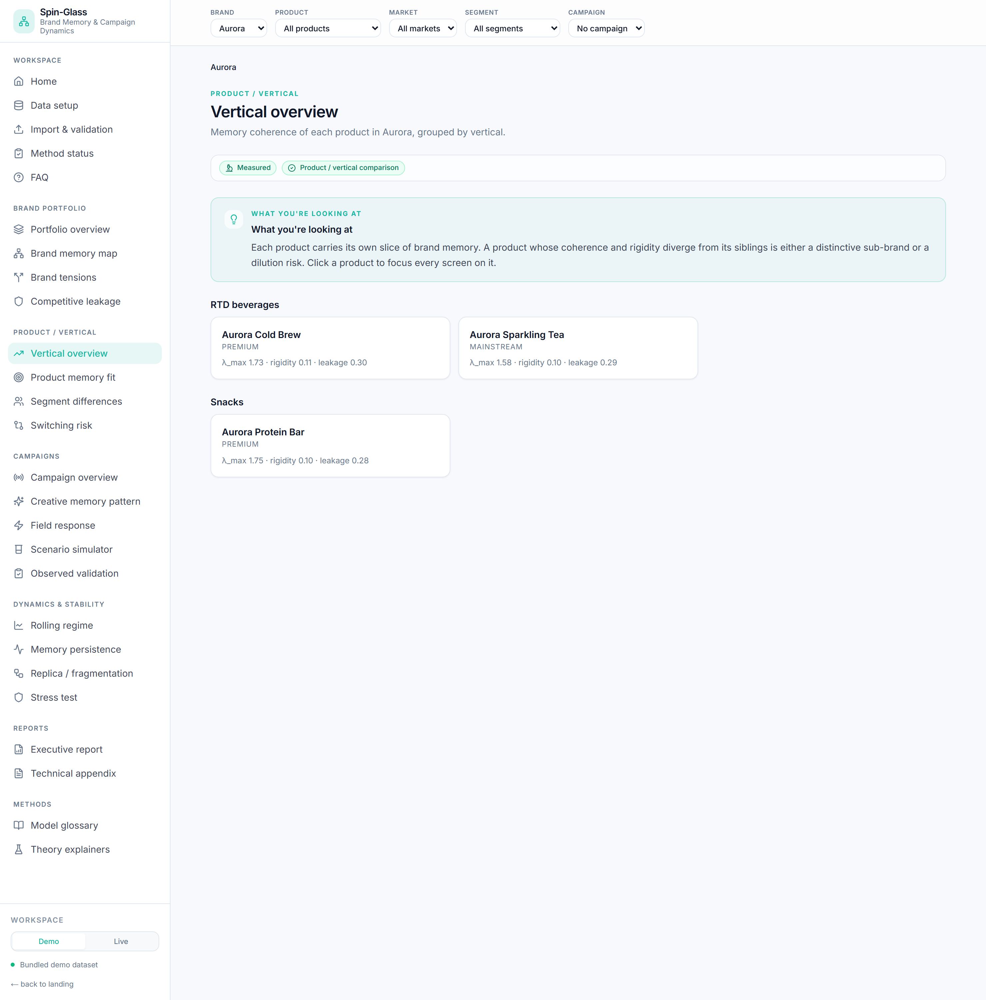 Spin-Glass
Brand Memory & Campaign
Dynamics
WORKSPACE
Home
Data setup
Import & validation
Method status
FAQ
BRAND PORTFOLIO
Portfolio overview
Brand memory map
Brand tensions
Competitive leakage
PRODUCT / VERTICAL
Vertical overview
Product memory fit
Segment differences
Switching risk
CAMPAIGNS
Campaign overview
Creative memory pattern
Field response
Scenario simulator
Observed validation
DYNAMICS & STABILITY
Rolling regime
Memory persistence
Replica / fragmentation
Stress test
REPORTS
Executive report
Technical appendix
METHODS
Model glossary
Theory explainers
WORKSPACE
Demo Live
Bundled demo dataset
← back to landing
BRAND PRODUCT MARKET SEGMENT CAMPAIGN
Aurora All products All markets All segments No campaign
Aurora
PRODUCT / VERTICAL
Vertical overview
Memory coherence of each product in Aurora, grouped by vertical.
Measured Product / vertical comparison
WHAT YOU'RE LOOKING AT
What you're looking at
Each product carries its own slice of brand memory. A product whose coherence and rigidity diverge from its siblings is either a distinctive sub-brand or a
dilution risk. Click a product to focus every screen on it.
RTD beverages
Aurora Cold Brew
PREMIUM
λ_max 1.73 · rigidity 0.11 · leakage 0.30
Aurora Sparkling Tea
MAINSTREAM
λ_max 1.58 · rigidity 0.10 · leakage 0.29
Snacks
Aurora Protein Bar
PREMIUM
λ_max 1.75 · rigidity 0.10 · leakage 0.28